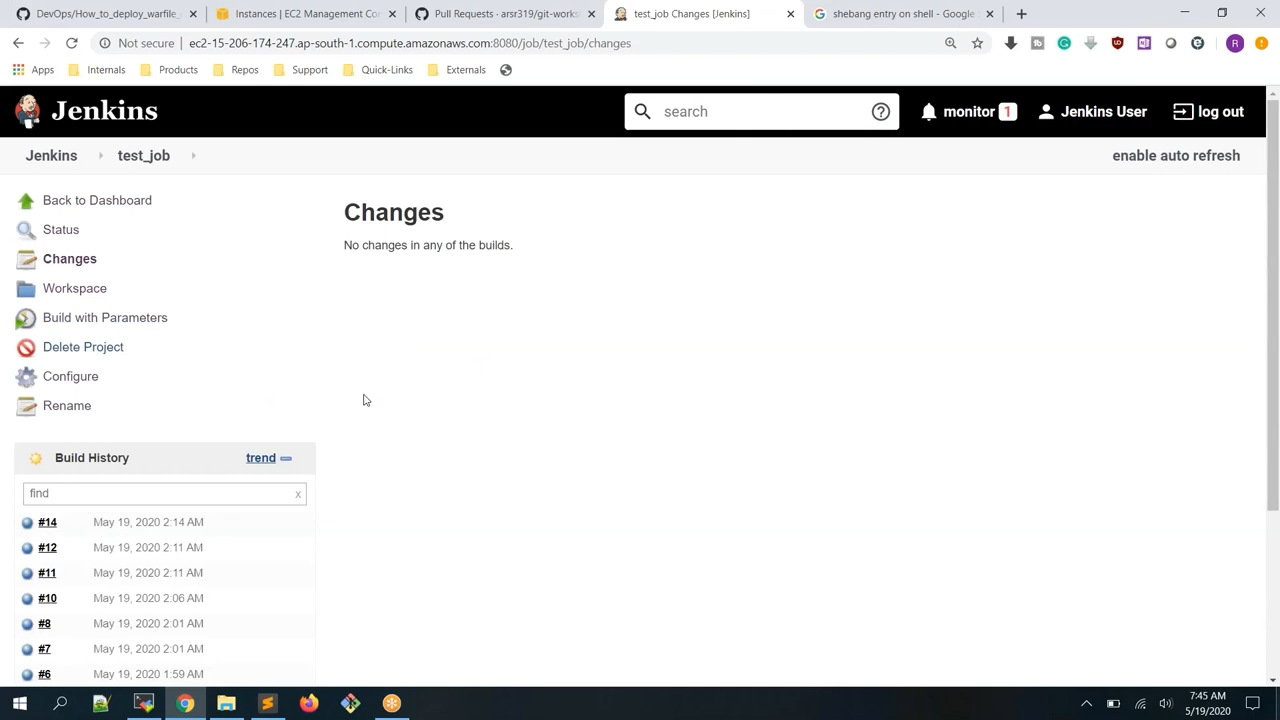 DevOps/How_to_deploy_warfile_
Instances | EC2 Management Co
Pull Requests · arsr319/git-works
test_job Changes [Jenkins]
shebang entry on shell - Google
Not secure | ec2-15-206-174-247.ap-south-1.compute.amazonaws.com:8080/job/test_job/changes
Apps Internals Products Repos Support Quick-Links Externals
Jenkins search monitor 1 Jenkins User log out
Jenkins test_job enable auto refresh
Back to Dashboard
Status
Changes
Workspace
Build with Parameters
Delete Project
Configure
Rename
Changes
No changes in any of the builds.
Build History trend
find x
#14 May 19, 2020 2:14 AM
#12 May 19, 2020 2:11 AM
#11 May 19, 2020 2:11 AM
#10 May 19, 2020 2:06 AM
#8 May 19, 2020 2:01 AM
#7 May 19, 2020 2:01 AM
#6 May 19, 2020 1:59 AM
7:45 AM
5/19/2020